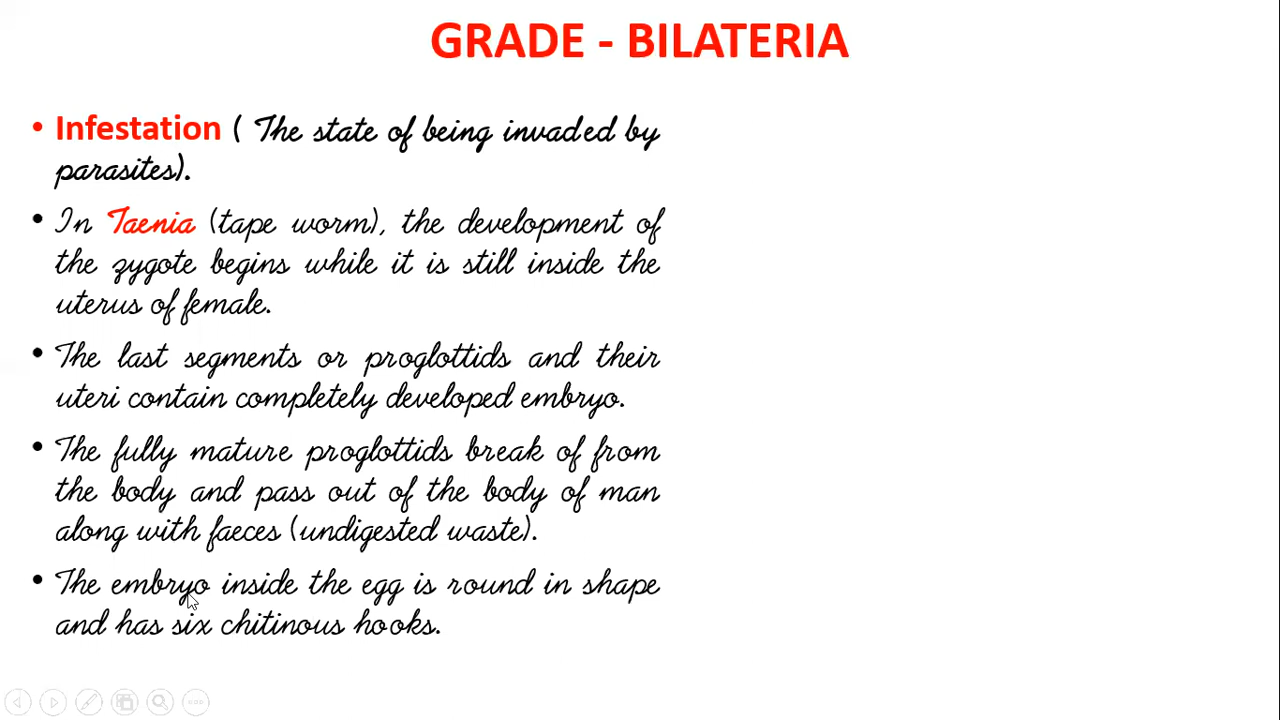 GRADE - BILATERIA
• Infestation ( The state of being invaded by
parasites).
• In Taenia (tape worm), the development of
the zygote begins while it is still inside the
uterus of female.
• The last segments or proglottids and their
uteri contain completely developed embryo.
• The fully mature proglottids break of from
the body and pass out of the body of man
along with faeces (undigested waste).
• The embryo inside the egg is round in shape
and has six chitinous hooks.